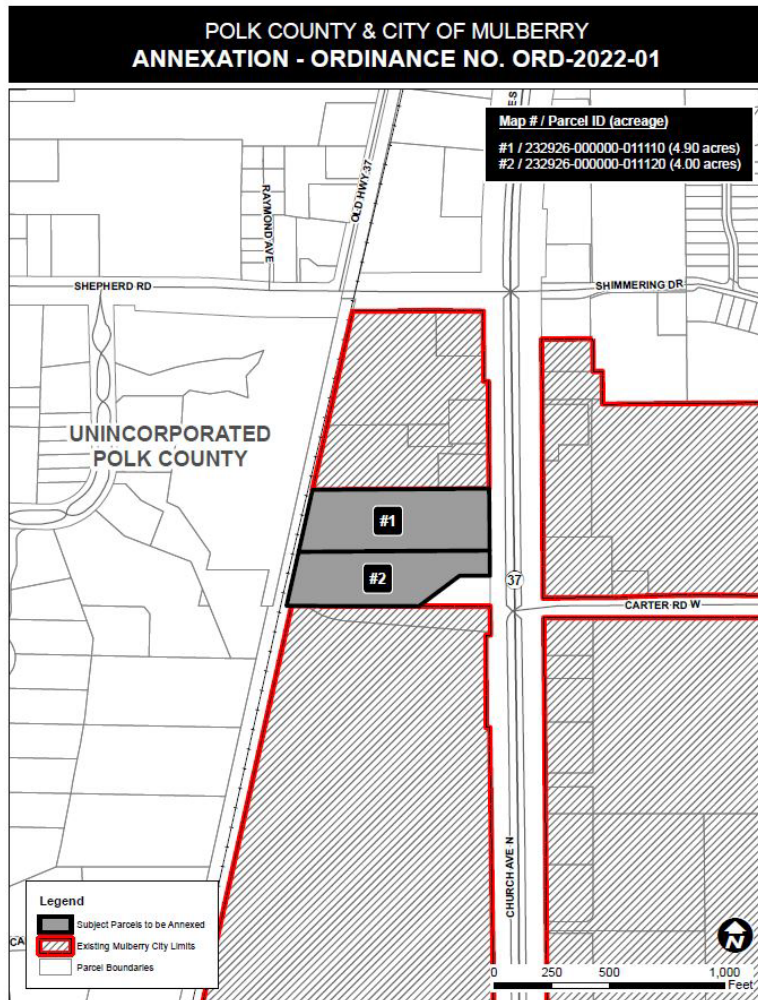 POLK COUNTY & CITY OF MULBERRY
ANNEXATION - ORDINANCE NO. ORD-2022-01
Map # / Parcel ID (acreage)
#1 / 232926-000000-011110 (4.90 acres)
#2 / 232926-000000-011120 (4.00 acres)
OLD HWY 37
RAYMOND AVE
SHEPHERD RD
SHIMMERING DR
UNINCORPORATED
POLK COUNTY
#1
#2
37
CARTER RD W
CHURCH AVE N
Legend
Subject Parcels to be Annexed
Existing Mulberry City Limits
Parcel Boundaries
CA
N
0 250 500 1,000
Feet